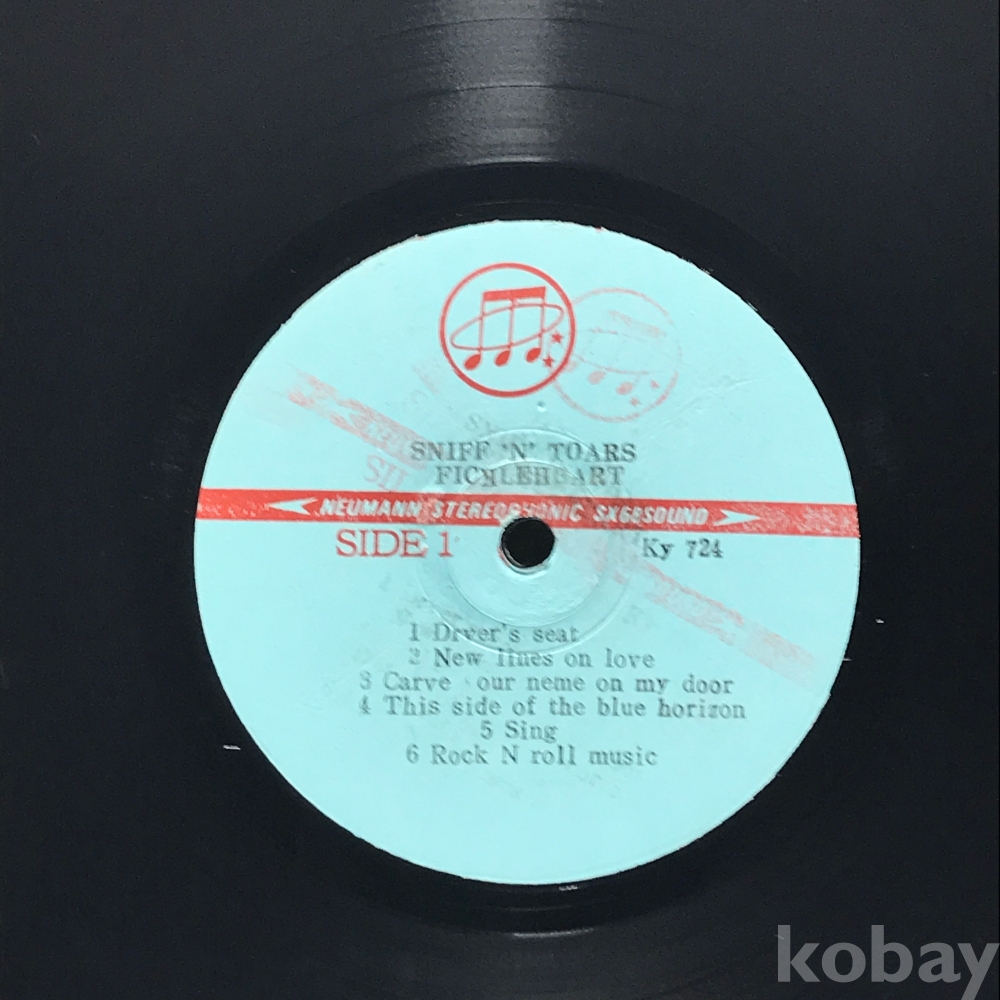 SNIFF 'N' TOARS
FICKLEHEART
NEUMANN STEREOPHONIC SX68SOUND
SIDE 1
Ky 724
1 Drver's seat
2 New lines on love
3 Carve our neme on my door
4 This side of the blue horizon
5 Sing
6 Rock N roll music
kobay